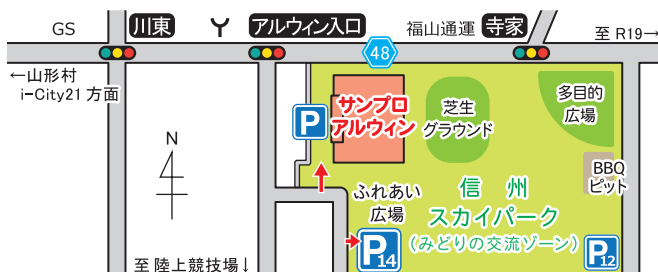 GS
川東
アルウィン入口
福山通運
寺家
至 R19→
48
←山形村
i-City21 方面
サンプロ
アルウィン
芝生
グラウンド
多目的
広場
P
N
BBQ
ピット
ふれあい
広場
信州
スカイパーク
(みどりの交流ゾーン)
P14
P12
至 陸上競技場↓